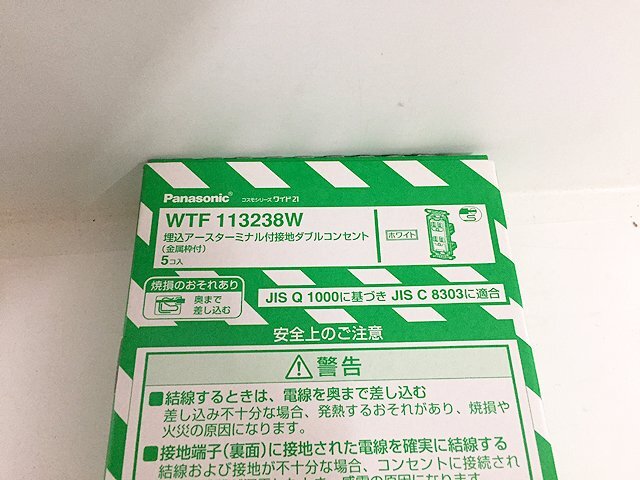 Panasonic® コスモシリーズワイド21
WTF 113238W
埋込アースターミナル付接地ダブルコンセント
(金属枠付)
5コ入
ホワイト
焼損のおそれあり
奥まで
差し込む
JIS Q 1000に基づき JIS C 8303に適合
安全上のご注意
警告
■結線するときは、電線を奥まで差し込む
差し込み不十分な場合、発熱するおそれがあり、焼損や
火災の原因になります。
■接地端子(裏面)に接地された電線を確実に結線する
結線および接地が不十分な場合、コンセントに接続され